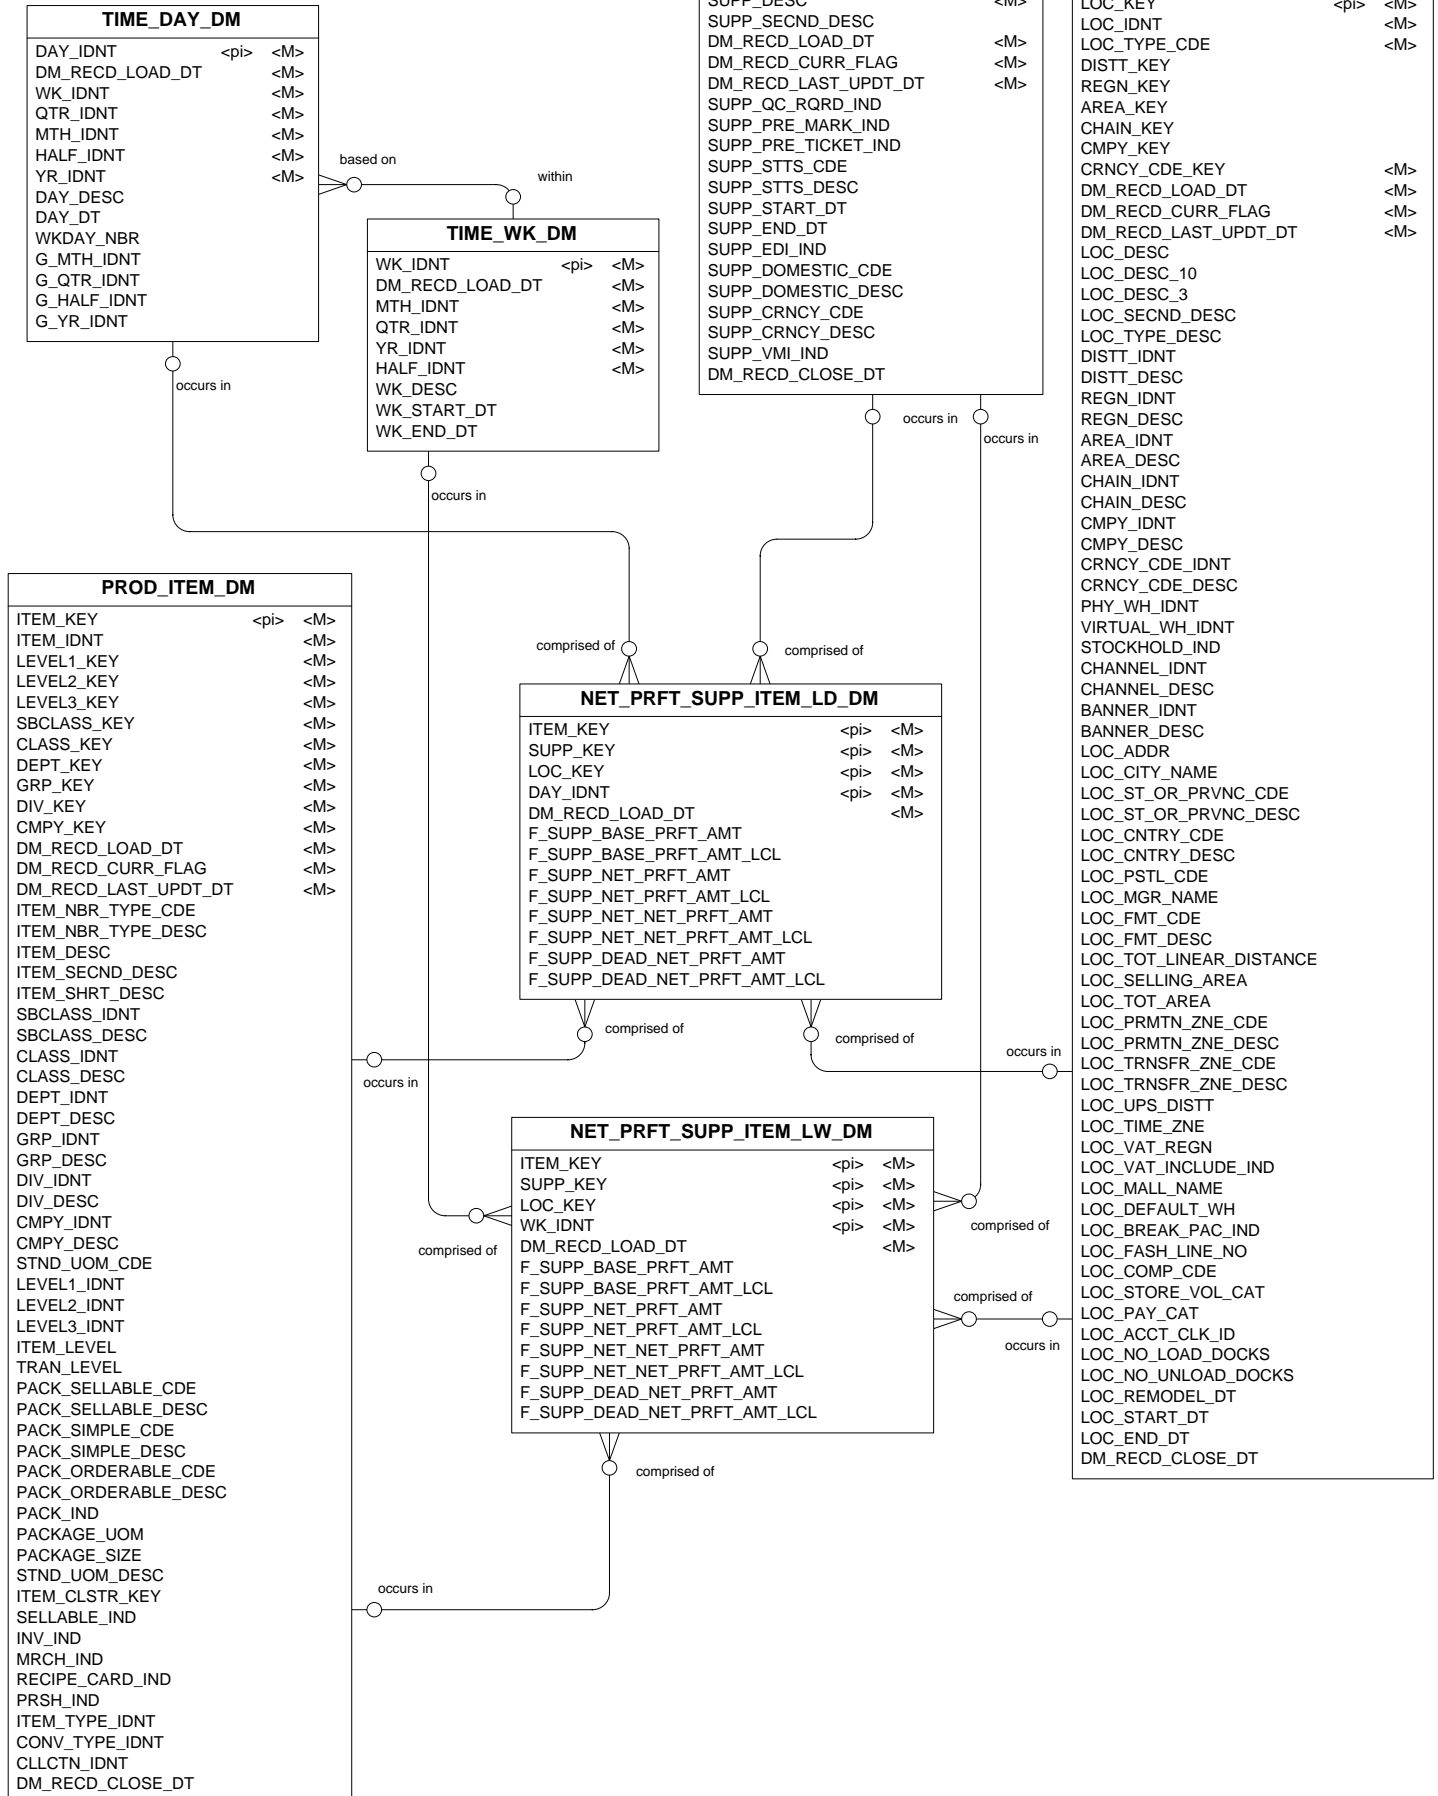 TIME_DAY_DM
DAY_IDNT <pi> <M>
DM_RECD_LOAD_DT <M>
WK_IDNT <M>
QTR_IDNT <M>
MTH_IDNT <M>
HALF_IDNT <M>
YR_IDNT <M>
DAY_DESC
DAY_DT
WKDAY_NBR
G_MTH_IDNT
G_QTR_IDNT
G_HALF_IDNT
G_YR_IDNT
based on
within
occurs in
TIME_WK_DM
WK_IDNT <pi> <M>
DM_RECD_LOAD_DT <M>
MTH_IDNT <M>
QTR_IDNT <M>
YR_IDNT <M>
HALF_IDNT <M>
WK_DESC
WK_START_DT
WK_END_DT
occurs in
SUPP_DESC <M>
SUPP_SECND_DESC
DM_RECD_LOAD_DT <M>
DM_RECD_CURR_FLAG <M>
DM_RECD_LAST_UPDT_DT <M>
SUPP_QC_RQRD_IND
SUPP_PRE_MARK_IND
SUPP_PRE_TICKET_IND
SUPP_STTS_CDE
SUPP_STTS_DESC
SUPP_START_DT
SUPP_END_DT
SUPP_EDI_IND
SUPP_DOMESTIC_CDE
SUPP_DOMESTIC_DESC
SUPP_CRNCY_CDE
SUPP_CRNCY_DESC
SUPP_VMI_IND
DM_RECD_CLOSE_DT
occurs in
occurs in
LOC_KEY <pi> <M>
LOC_IDNT <M>
LOC_TYPE_CDE <M>
DISTT_KEY
REGN_KEY
AREA_KEY
CHAIN_KEY
CMPY_KEY
CRNCY_CDE_KEY <M>
DM_RECD_LOAD_DT <M>
DM_RECD_CURR_FLAG <M>
DM_RECD_LAST_UPDT_DT <M>
LOC_DESC
LOC_DESC_10
LOC_DESC_3
LOC_SECND_DESC
LOC_TYPE_DESC
DISTT_IDNT
DISTT_DESC
REGN_IDNT
REGN_DESC
AREA_IDNT
AREA_DESC
CHAIN_IDNT
CHAIN_DESC
CMPY_IDNT
CMPY_DESC
CRNCY_CDE_IDNT
CRNCY_CDE_DESC
PHY_WH_IDNT
VIRTUAL_WH_IDNT
STOCKHOLD_IND
CHANNEL_IDNT
CHANNEL_DESC
BANNER_IDNT
BANNER_DESC
LOC_ADDR
LOC_CITY_NAME
LOC_ST_OR_PRVNC_CDE
LOC_ST_OR_PRVNC_DESC
LOC_CNTRY_CDE
LOC_CNTRY_DESC
LOC_PSTL_CDE
LOC_MGR_NAME
LOC_FMT_CDE
LOC_FMT_DESC
LOC_TOT_LINEAR_DISTANCE
LOC_SELLING_AREA
LOC_TOT_AREA
LOC_PRMTN_ZNE_CDE
LOC_PRMTN_ZNE_DESC
LOC_TRNSFR_ZNE_CDE
LOC_TRNSFR_ZNE_DESC
LOC_UPS_DISTT
LOC_TIME_ZNE
LOC_VAT_REGN
LOC_VAT_INCLUDE_IND
LOC_MALL_NAME
LOC_DEFAULT_WH
LOC_BREAK_PAC_IND
LOC_FASH_LINE_NO
LOC_COMP_CDE
LOC_STORE_VOL_CAT
LOC_PAY_CAT
LOC_ACCT_CLK_ID
LOC_NO_LOAD_DOCKS
LOC_NO_UNLOAD_DOCKS
LOC_REMODEL_DT
LOC_START_DT
LOC_END_DT
DM_RECD_CLOSE_DT
PROD_ITEM_DM
ITEM_KEY <pi> <M>
ITEM_IDNT <M>
LEVEL1_KEY <M>
LEVEL2_KEY <M>
LEVEL3_KEY <M>
SBCLASS_KEY <M>
CLASS_KEY <M>
DEPT_KEY <M>
GRP_KEY <M>
DIV_KEY <M>
CMPY_KEY <M>
DM_RECD_LOAD_DT <M>
DM_RECD_CURR_FLAG <M>
DM_RECD_LAST_UPDT_DT <M>
ITEM_NBR_TYPE_CDE
ITEM_NBR_TYPE_DESC
ITEM_DESC
ITEM_SECND_DESC
ITEM_SHRT_DESC
SBCLASS_IDNT
SBCLASS_DESC
CLASS_IDNT
CLASS_DESC
DEPT_IDNT
DEPT_DESC
GRP_IDNT
GRP_DESC
DIV_IDNT
DIV_DESC
CMPY_IDNT
CMPY_DESC
STND_UOM_CDE
LEVEL1_IDNT
LEVEL2_IDNT
LEVEL3_IDNT
ITEM_LEVEL
TRAN_LEVEL
PACK_SELLABLE_CDE
PACK_SELLABLE_DESC
PACK_SIMPLE_CDE
PACK_SIMPLE_DESC
PACK_ORDERABLE_CDE
PACK_ORDERABLE_DESC
PACK_IND
PACKAGE_UOM
PACKAGE_SIZE
STND_UOM_DESC
ITEM_CLSTR_KEY
SELLABLE_IND
INV_IND
MRCH_IND
RECIPE_CARD_IND
PRSH_IND
ITEM_TYPE_IDNT
CONV_TYPE_IDNT
CLLCTN_IDNT
DM_RECD_CLOSE_DT
comprised of
comprised of
NET_PRFT_SUPP_ITEM_LD_DM
ITEM_KEY <pi> <M>
SUPP_KEY <pi> <M>
LOC_KEY <pi> <M>
DAY_IDNT <pi> <M>
DM_RECD_LOAD_DT <M>
F_SUPP_BASE_PRFT_AMT
F_SUPP_BASE_PRFT_AMT_LCL
F_SUPP_NET_PRFT_AMT
F_SUPP_NET_PRFT_AMT_LCL
F_SUPP_NET_NET_PRFT_AMT
F_SUPP_NET_NET_PRFT_AMT_LCL
F_SUPP_DEAD_NET_PRFT_AMT
F_SUPP_DEAD_NET_PRFT_AMT_LCL
comprised of
comprised of
occurs in
occurs in
NET_PRFT_SUPP_ITEM_LW_DM
ITEM_KEY <pi> <M>
SUPP_KEY <pi> <M>
LOC_KEY <pi> <M>
WK_IDNT <pi> <M>
DM_RECD_LOAD_DT <M>
F_SUPP_BASE_PRFT_AMT
F_SUPP_BASE_PRFT_AMT_LCL
F_SUPP_NET_PRFT_AMT
F_SUPP_NET_PRFT_AMT_LCL
F_SUPP_NET_NET_PRFT_AMT
F_SUPP_NET_NET_PRFT_AMT_LCL
F_SUPP_DEAD_NET_PRFT_AMT
F_SUPP_DEAD_NET_PRFT_AMT_LCL
comprised of
comprised of
comprised of
occurs in
comprised of
occurs in